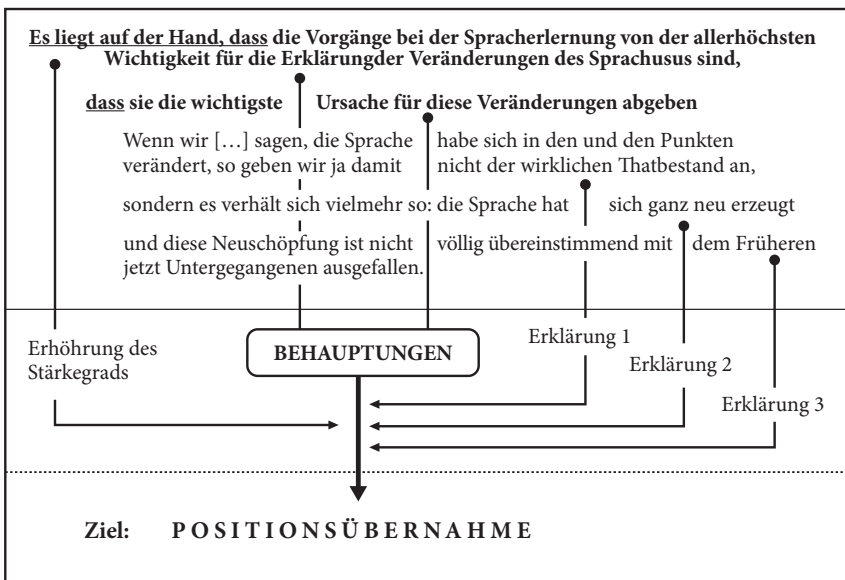 Es liegt auf der Hand, dass die Vorgänge bei der Spracherlernung von der allerhöchsten
Wichtigkeit für die Erklärungder Veränderungen des Sprachusus sind,
dass sie die wichtigste Ursache für diese Veränderungen abgeben
Wenn wir […] sagen, die Sprache habe sich in den und den Punkten
verändert, so geben wir ja damit nicht der wirklichen Thatbestand an,
sondern es verhält sich vielmehr so: die Sprache hat sich ganz neu erzeugt
und diese Neuschöpfung ist nicht völlig übereinstimmend mit dem Früheren
jetzt Untergegangenen ausgefallen.
Erhöhrung des
Stärkegrads
BEHAUPTUNGEN
Erklärung 1
Erklärung 2
Erklärung 3
Ziel: POSITIONSÜBERNAHME